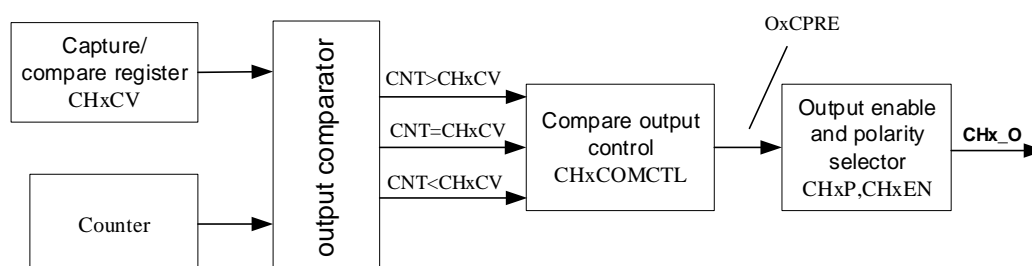 Capture/
compare register
CHxCV
Counter
output comparator
CNT>CHxCV
CNT=CHxCV
CNT<CHxCV
Compare output
control
CHxCOMCTL
OxCPRE
Output enable
and polarity
selector
CHxP,CHxEN
CHx_O